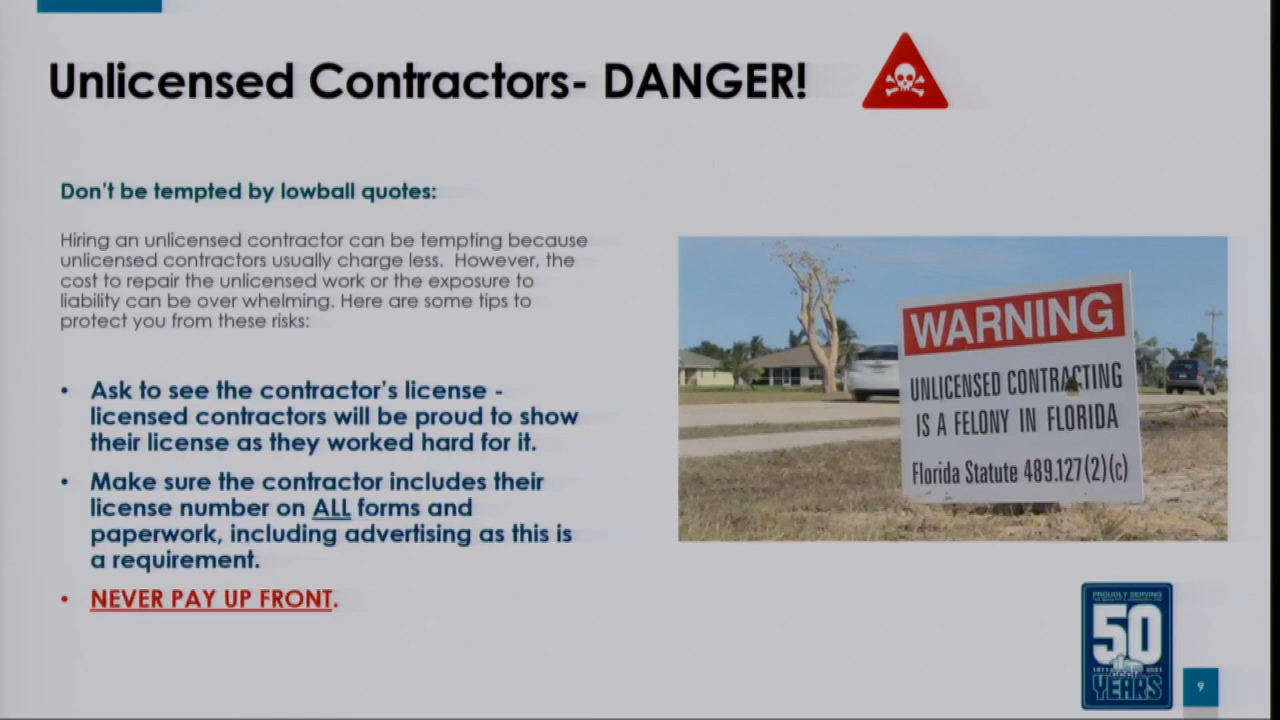 Unlicensed Contractors- DANGER!
Don't be tempted by lowball quotes:
Hiring an unlicensed contractor can be tempting because
unlicensed contractors usually charge less.  However, the
cost to repair the unlicensed work or the exposure to
liability can be over whelming. Here are some tips to
protect you from these risks:
• Ask to see the contractor's license -
licensed contractors will be proud to show
their license as they worked hard for it.
• Make sure the contractor includes their
license number on ALL forms and
paperwork, including advertising as this is
a requirement.
• NEVER PAY UP FRONT.
WARNING
UNLICENSED CONTRACTING
IS A FELONY IN FLORIDA
Florida Statute 489.127(2)(c)
PROUDLY SERVING
50
YEARS
9